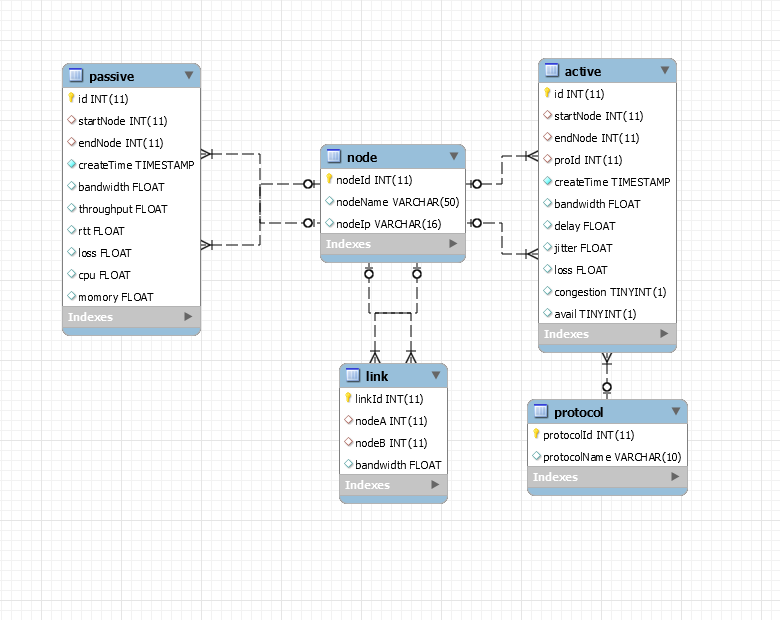 passive
id INT(11)
startNode INT(11)
endNode INT(11)
createTime TIMESTAMP
bandwidth FLOAT
throughput FLOAT
rtt FLOAT
loss FLOAT
cpu FLOAT
momory FLOAT
Indexes
node
nodeId INT(11)
nodeName VARCHAR(50)
nodeIp VARCHAR(16)
Indexes
active
id INT(11)
startNode INT(11)
endNode INT(11)
proId INT(11)
createTime TIMESTAMP
bandwidth FLOAT
delay FLOAT
jitter FLOAT
loss FLOAT
congestion TINYINT(1)
avail TINYINT(1)
Indexes
link
linkId INT(11)
nodeA INT(11)
nodeB INT(11)
bandwidth FLOAT
Indexes
protocol
protocolId INT(11)
protocolName VARCHAR(10)
Indexes